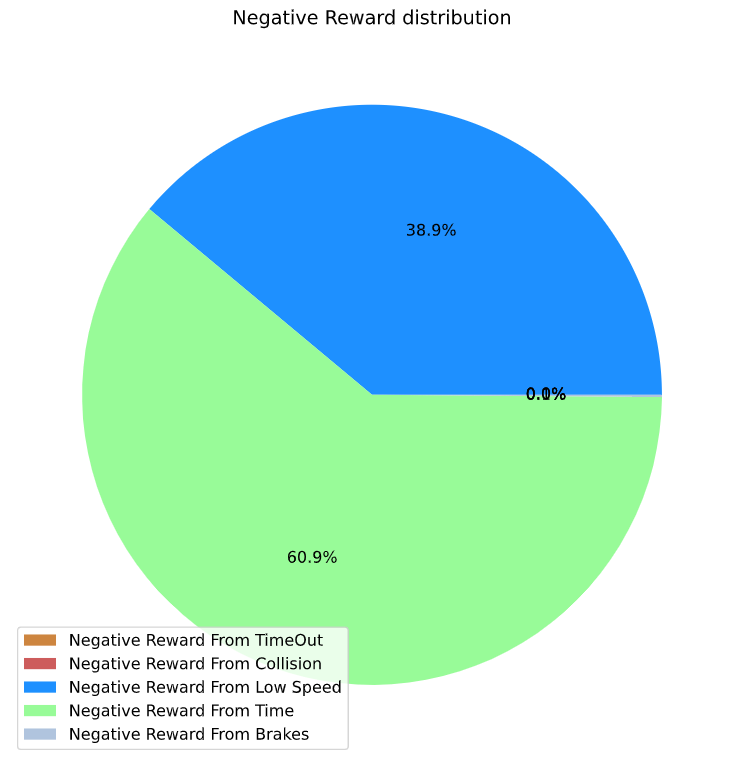 Negative Reward distribution
38.9%
60.9%
Negative Reward From TimeOut
Negative Reward From Collision
Negative Reward From Low Speed
Negative Reward From Time
Negative Reward From Brakes